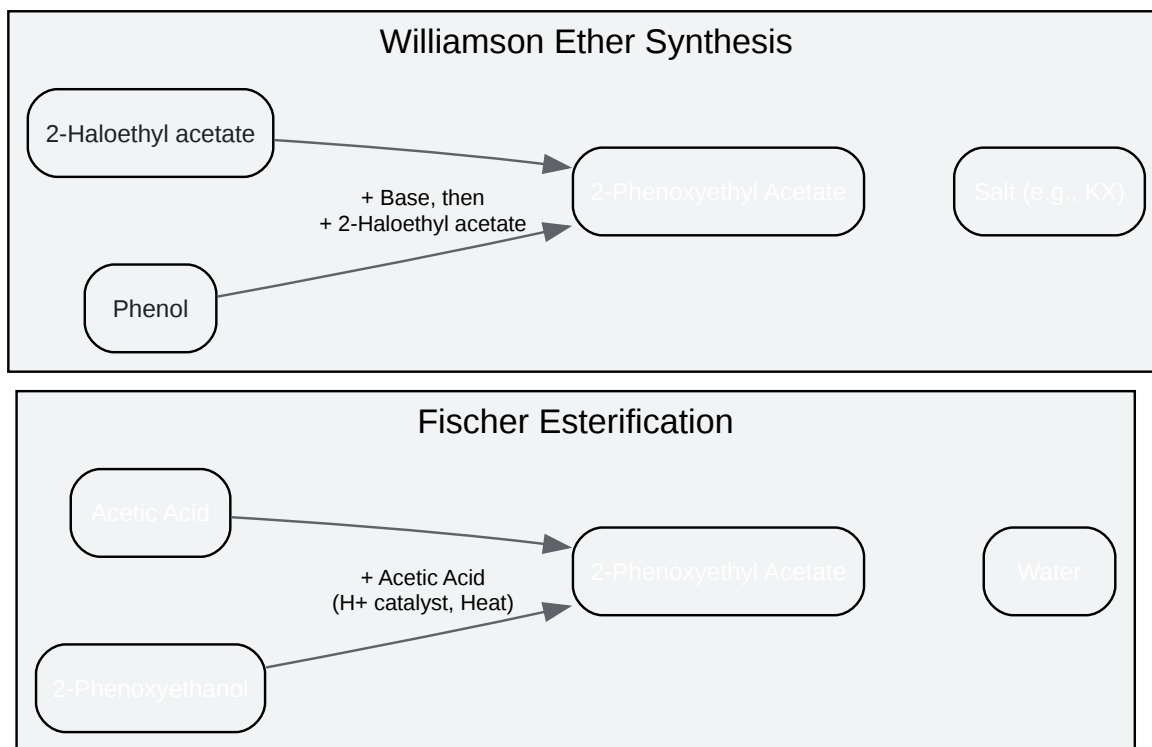 Williamson Ether Synthesis
2-Haloethyl acetate
+ Base, then
+ 2-Haloethyl acetate
2-Phenoxyethyl Acetate
Salt (e.g., KX)
Phenol
Fischer Esterification
Acetic Acid
+ Acetic Acid
(H+ catalyst, Heat)
2-Phenoxyethyl Acetate
Water
2-Phenoxyethanol